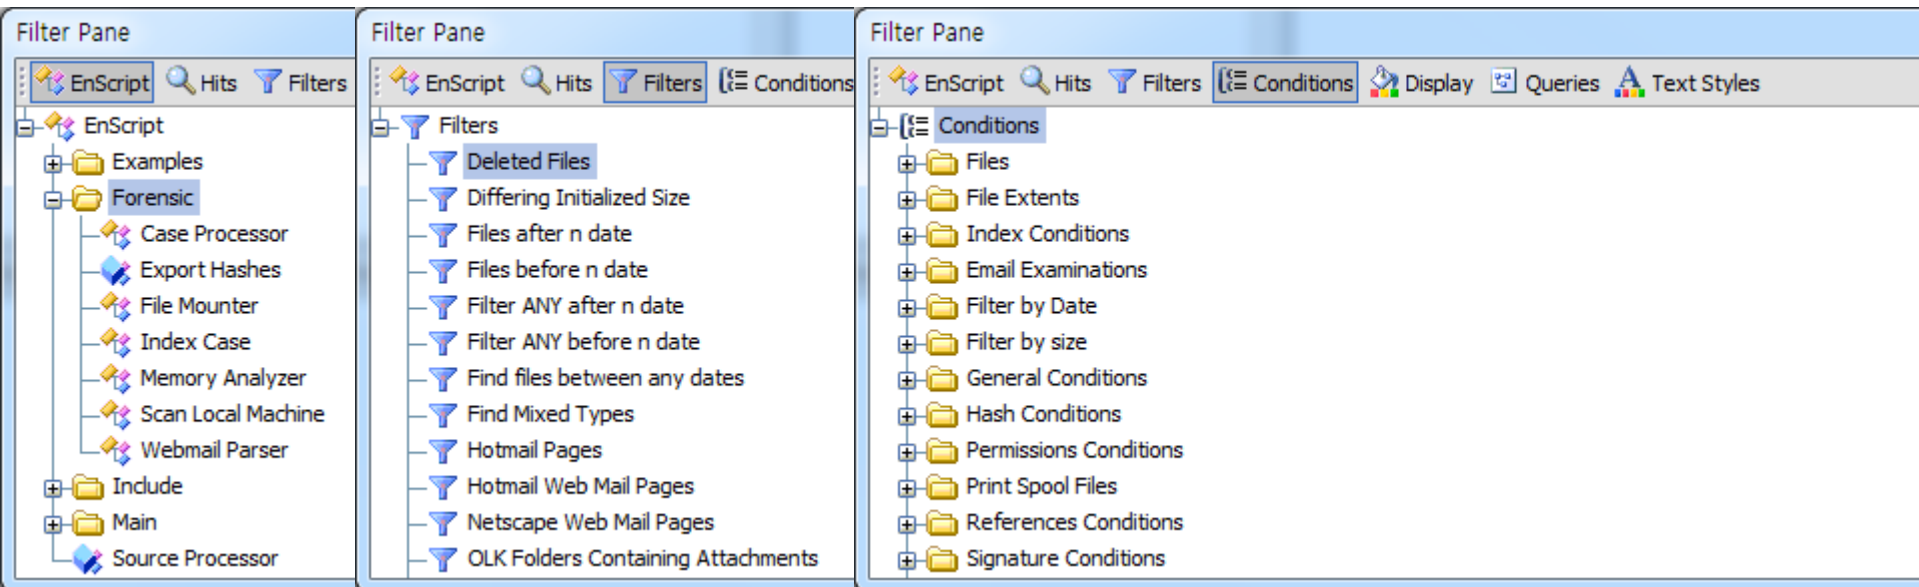 Filter Pane
EnScript Hits Filters
EnScript
Examples
Forensic
Case Processor
Export Hashes
File Mounter
Index Case
Memory Analyzer
Scan Local Machine
Webmail Parser
Include
Main
Source Processor
Filter Pane
EnScript Hits Filters Conditions
Filters
Deleted Files
Differing Initialized Size
Files after n date
Files before n date
Filter ANY after n date
Filter ANY before n date
Find files between any dates
Find Mixed Types
Hotmail Pages
Hotmail Web Mail Pages
Netscape Web Mail Pages
OLK Folders Containing Attachments
Filter Pane
EnScript Hits Filters Conditions Display Queries Text Styles
Conditions
Files
File Extents
Index Conditions
Email Examinations
Filter by Date
Filter by size
General Conditions
Hash Conditions
Permissions Conditions
Print Spool Files
References Conditions
Signature Conditions